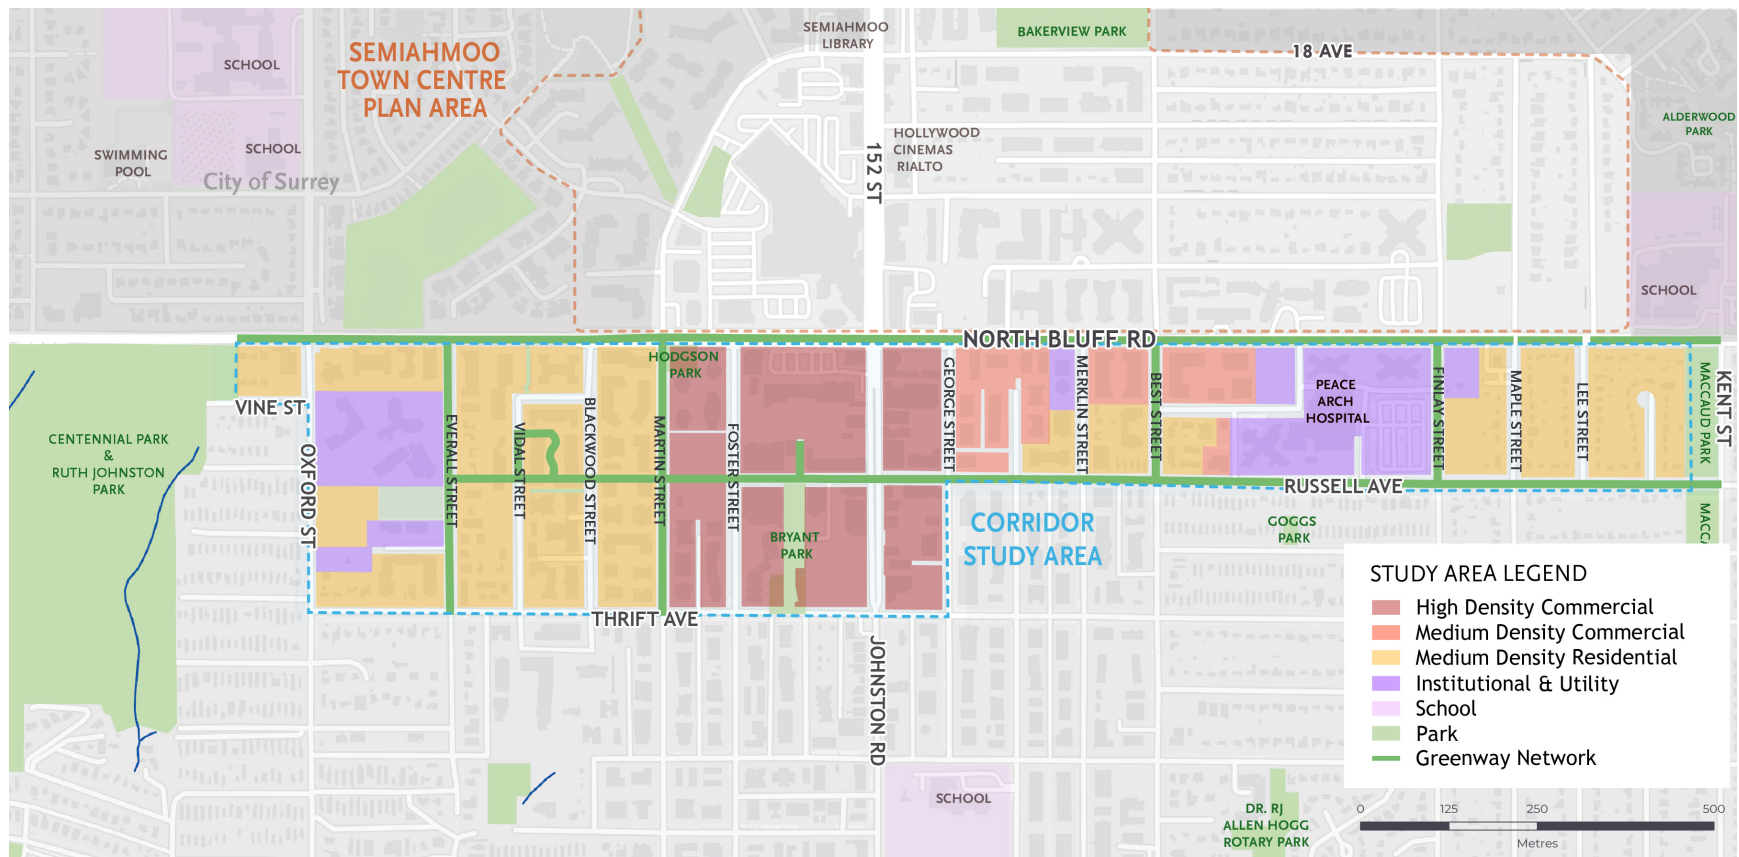 SEMIAHMOO
TOWN CENTRE
PLAN AREA
SCHOOL
SCHOOL
SWIMMING
POOL
City of Surrey
SEMIAHMOO
LIBRARY
BAKERVIEW PARK
18 AVE
ALDERWOOD
PARK
152 ST
HOLLYWOOD
CINEMAS
RIALTO
SCHOOL
NORTH BLUFF RD
HODGSON
PARK
VINE ST
CENTENNIAL PARK
&
RUTH JOHNSTON
PARK
OXFORD ST
EVERALL STREET
VIDAL STREET
BLACKWOOD STREET
MARTIN STREET
FOSTER STREET
GEORGE STREET
MERKLIN STREET
BEST STREET
PEACE
ARCH
HOSPITAL
FINLAY STREET
MAPLE STREET
LEE STREET
MACCAUD PARK
KENT ST
RUSSELL AVE
BRYANT
PARK
CORRIDOR
STUDY AREA
GOGGS
PARK
MACCA
THRIFT AVE
JOHNSTON RD
SCHOOL
DR. RJ
ALLEN HOGG
ROTARY PARK
STUDY AREA LEGEND
High Density Commercial
Medium Density Commercial
Medium Density Residential
Institutional & Utility
School
Park
Greenway Network
0 125 250 500
Metres